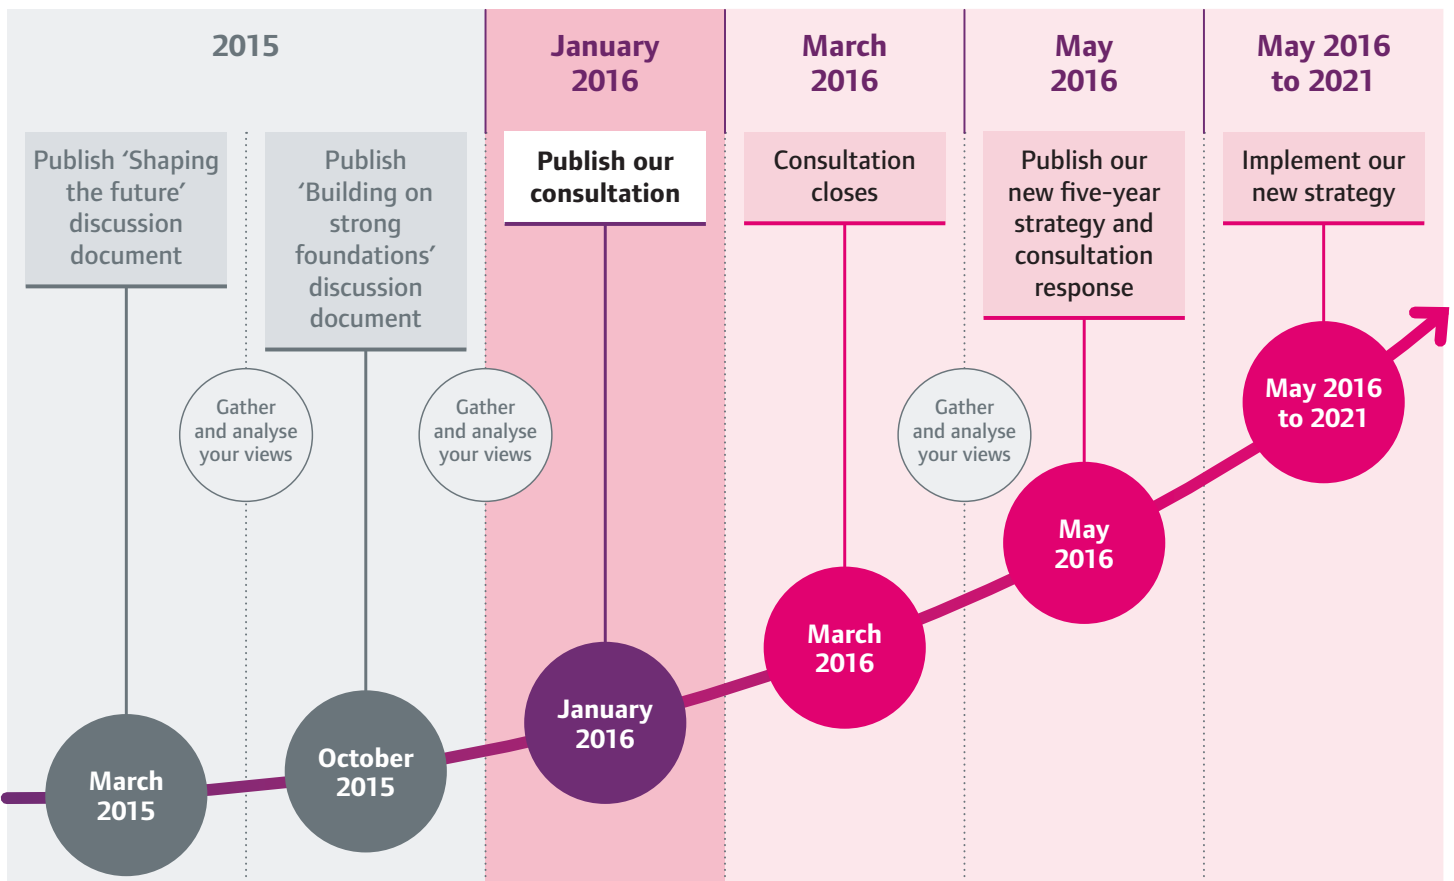 2015
January
2016
March
2016
May
2016
May 2016
to 2021
Publish ‘Shaping
the future’
discussion
document
Publish
‘Building on
strong
foundations’
discussion
document
Publish our
consultation
Consultation
closes
Publish our
new five-year
strategy and
consultation
response
Implement our
new strategy
Gather
and analyse
your views
Gather
and analyse
your views
Gather
and analyse
your views
March
2015
October
2015
January
2016
March
2016
May
2016
May 2016
to 2021